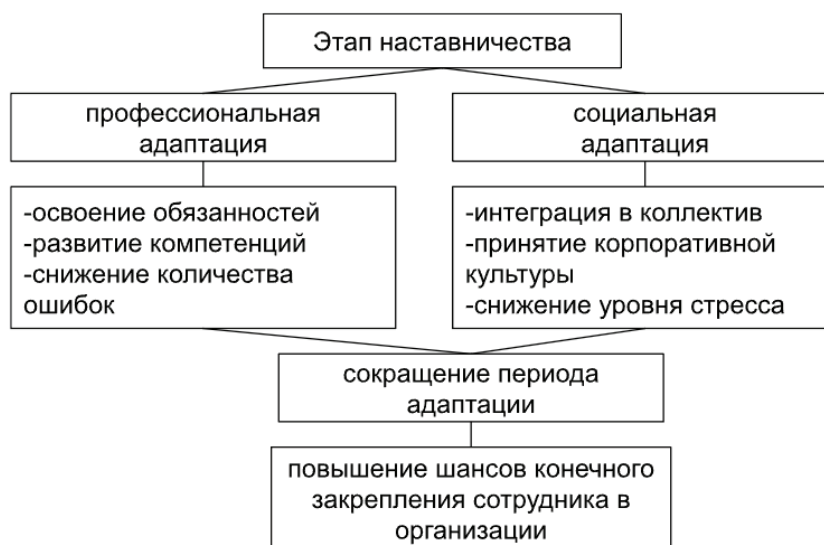 Этап наставничества
профессиональная
адаптация
социальная
адаптация
-освоение обязанностей
-развитие компетенций
-снижение количества
ошибок
-интеграция в коллектив
-принятие корпоративной
культуры
-снижение уровня стресса
сокращение периода
адаптации
повышение шансов конечного
закрепления сотрудника в
организации